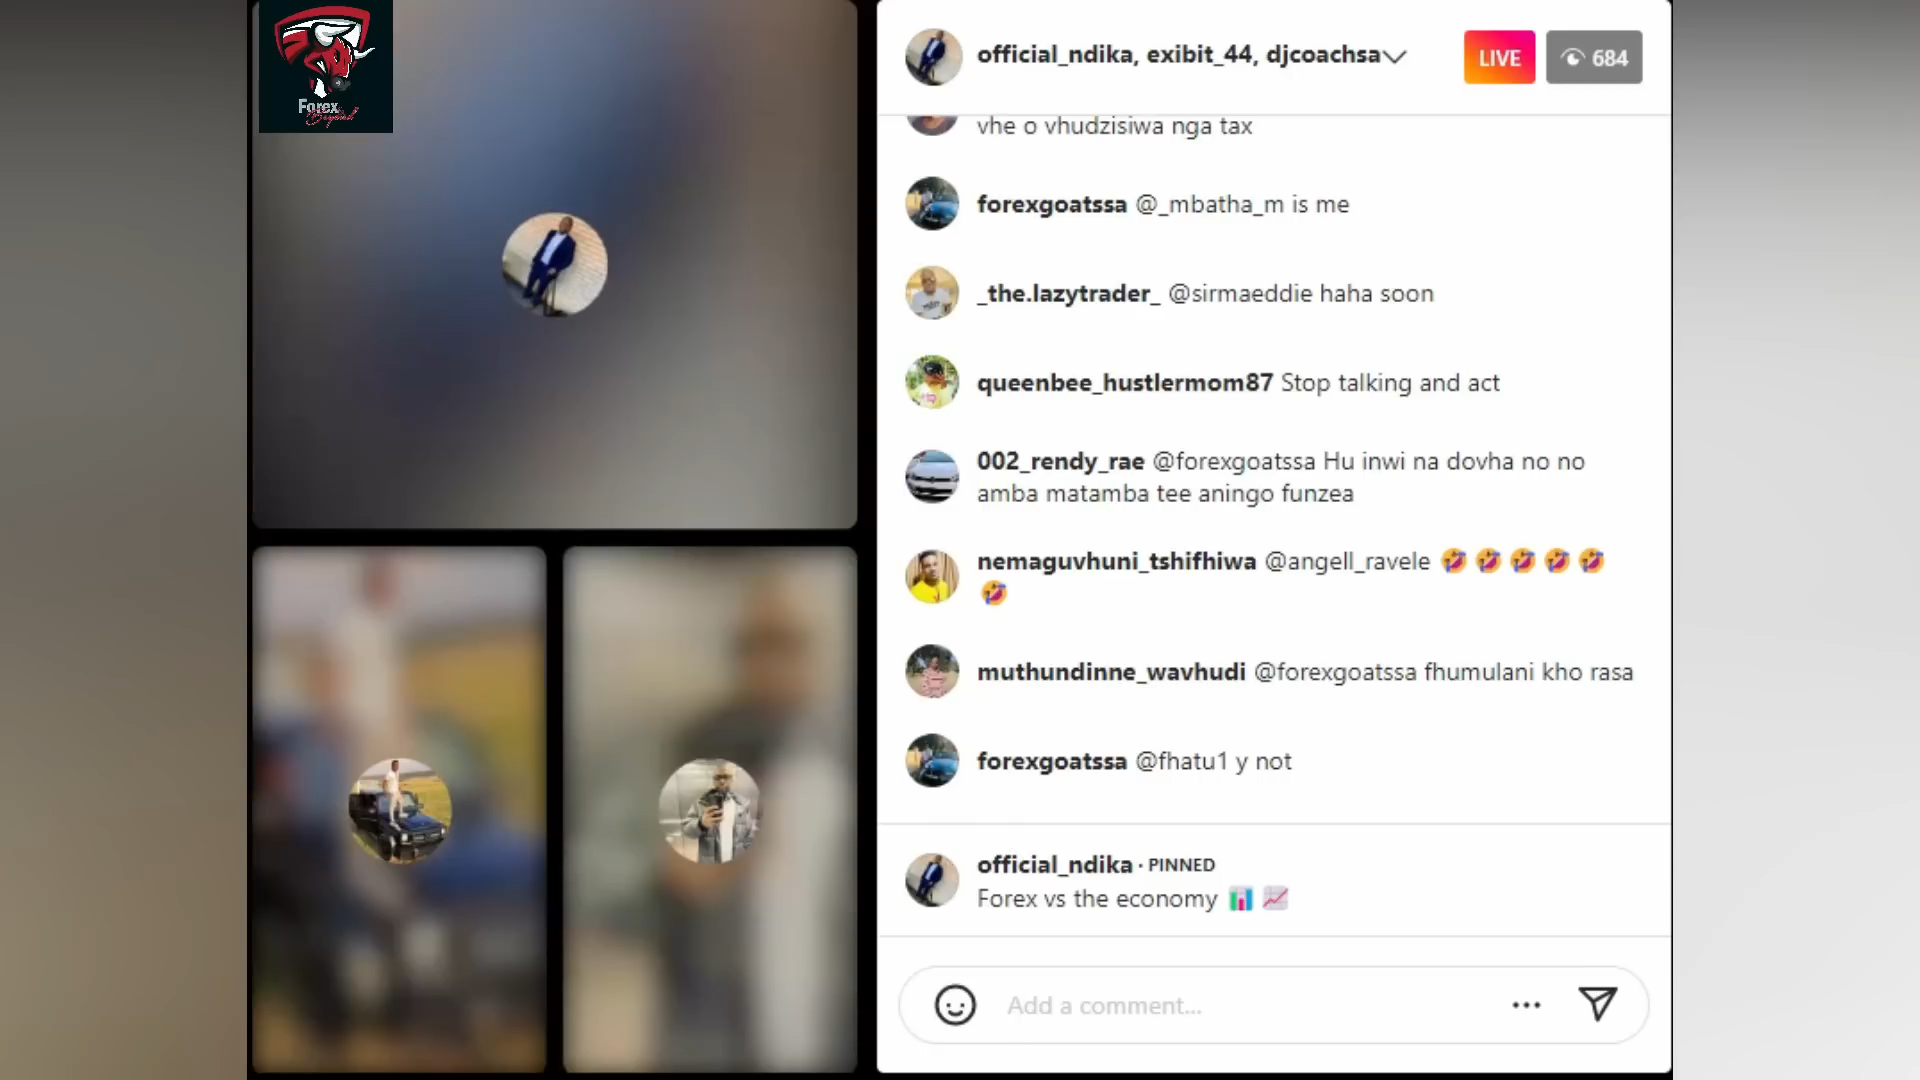 Forex
Beyond
official_ndika, exibit_44, djcoachsa
LIVE
684
vhe o vhudzisiwa nga tax
forexgoatssa @_mbatha_m is me
_the.lazytrader_ @sirmaeddie haha soon
queenbee_hustlermom87 Stop talking and act
002_rendy_rae @forexgoatssa Hu inwi na dovha no no
amba matamba tee aningo funzea
nemaguvhuni_tshifhiwa @angell_ravele 🤣🤣🤣🤣🤣
🤣
muthundinne_wavhudi @forexgoatssa fhumulani kho rasa
forexgoatssa @fhatu1 y not
official_ndika · PINNED
Forex vs the economy 📊 📈
Add a comment...